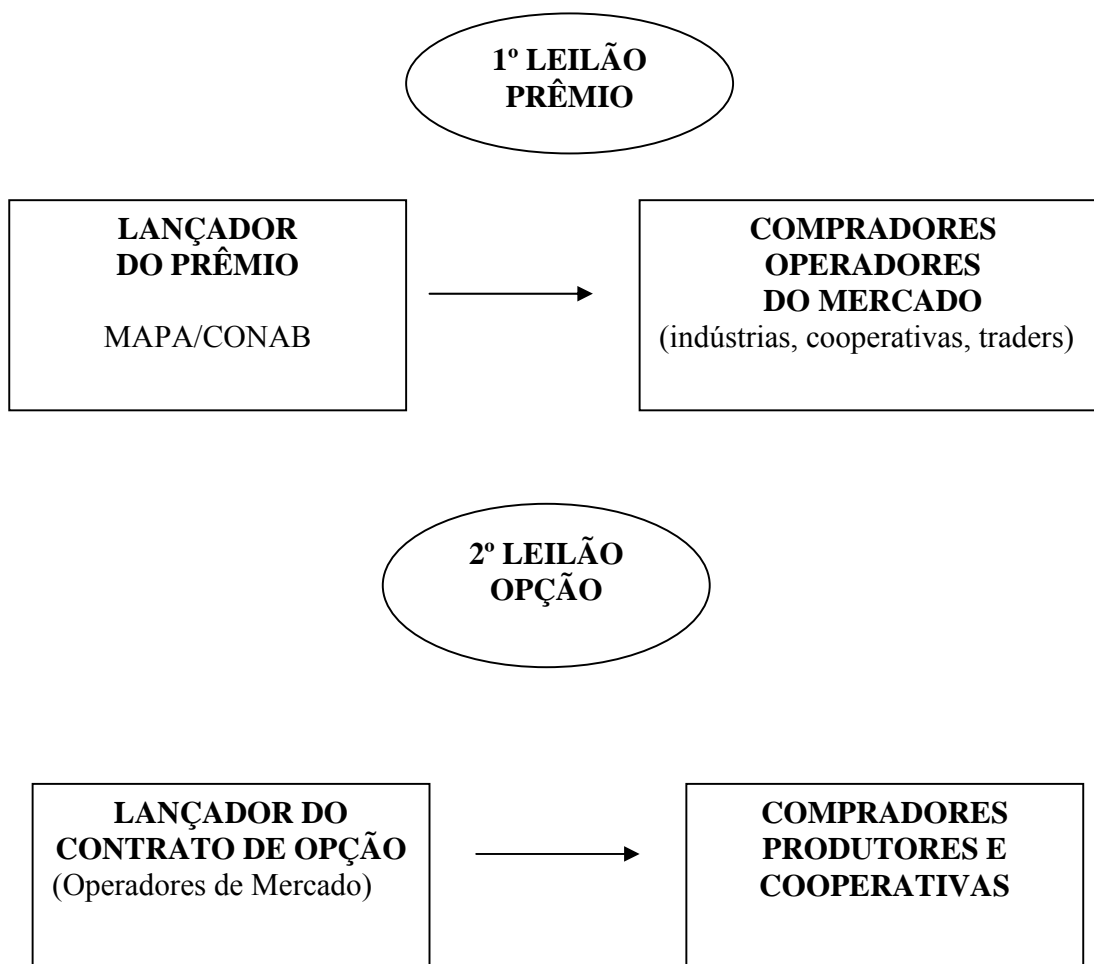 1º LEILÃO
PRÊMIO
LANÇADOR
DO PRÊMIO
MAPA/CONAB
COMPRADORES
OPERADORES
DO MERCADO
(indústrias, cooperativas, traders)
2º LEILÃO
OPÇÃO
LANÇADOR DO
CONTRATO DE OPÇÃO
(Operadores de Mercado)
COMPRADORES
PRODUTORES E
COOPERATIVAS